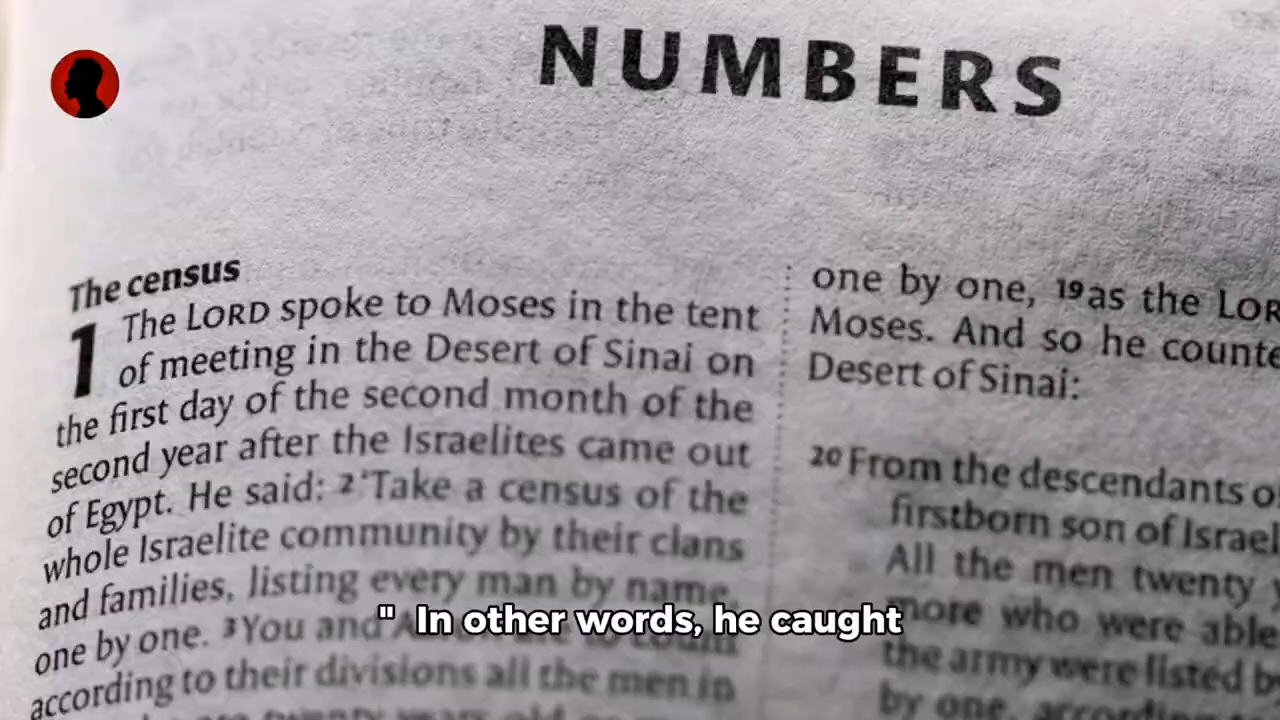 NUMBERS
The census
1 The LORD spoke to Moses in the tent
of meeting in the Desert of Sinai on
the first day of the second month of the
second year after the Israelites came out
of Egypt. He said: 2 ‘Take a census of the
whole Israelite community by their clans
and families, listing every man by name,
one by one. 3 You and
according to their divisions all the men in
one by one, 19 as the
Moses. And so he
Desert of Sinai:
20 From the descendants
firstborn son of
All the men twenty
more who were able
the army were listed
by one,
" In other words, he caught